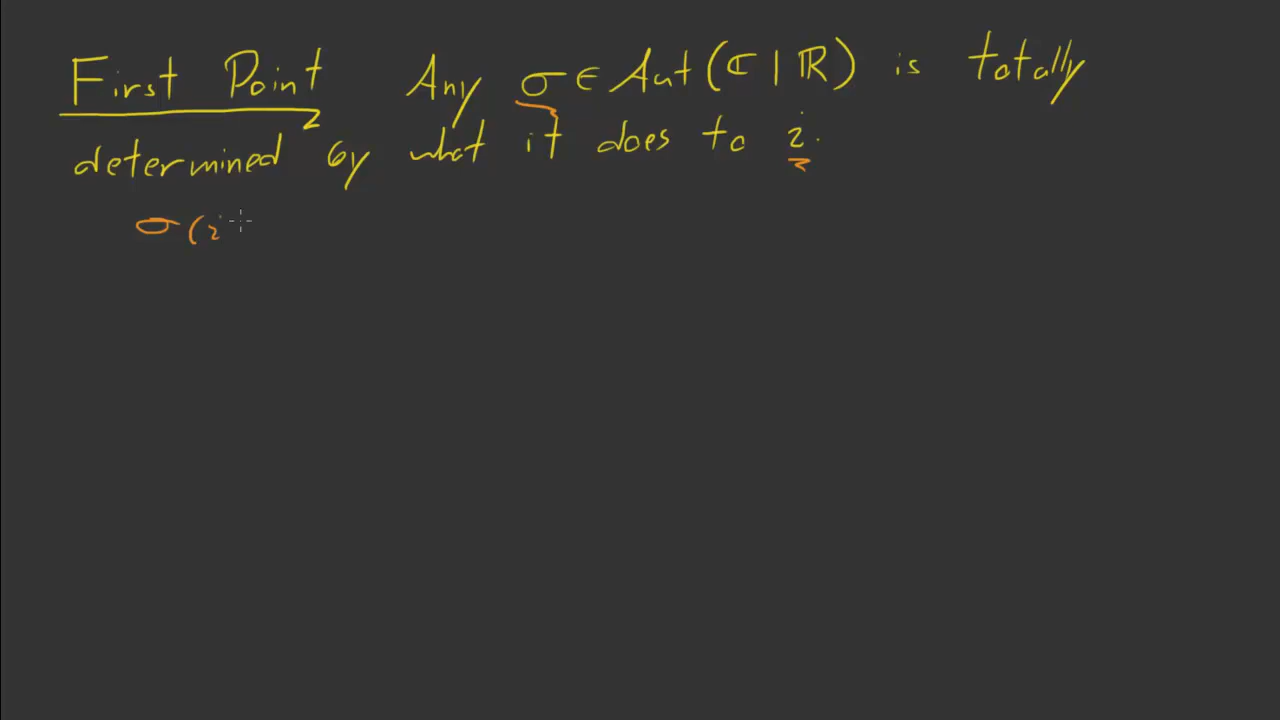 First Point Any σ ∈ Aut(ℂ | ℝ) is totally
determined by what it does to i.
σ(i